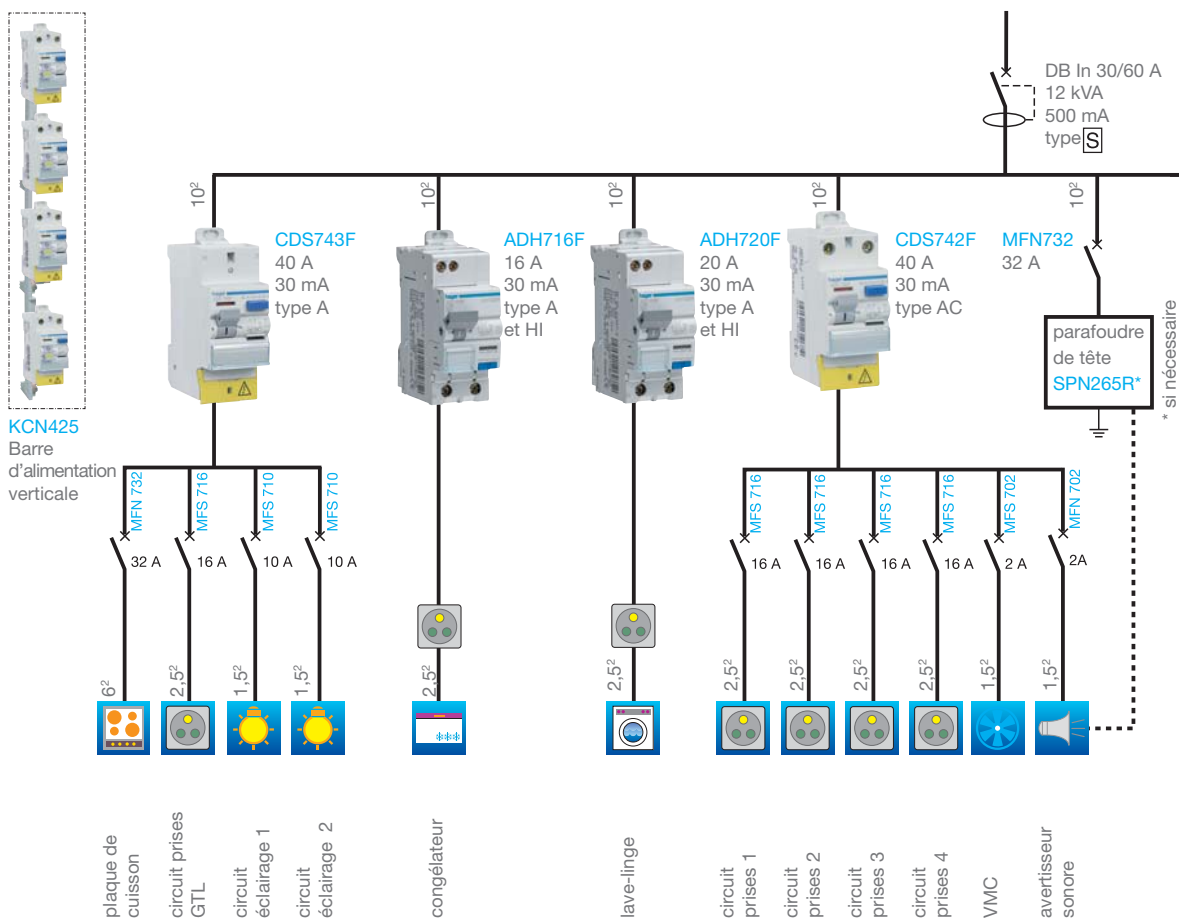 DB In 30/60 A
12 kVA
500 mA
type S
10²
10²
10²
10²
10²
CDS743F
40 A
30 mA
type A
ADH716F
16 A
30 mA
type A
et HI
ADH720F
20 A
30 mA
type A
et HI
CDS742F
40 A
30 mA
type AC
MFN732
32 A
parafoudre
de tête
SPN265R*
* si nécessaire
KCN425
Barre
d'alimentation
verticale
MFN 732
MFS 716
MFS 710
MFS 710
32 A
16 A
10 A
10 A
MFS 716
MFS 716
MFS 716
MFS 716
MFS 702
MFN 702
16 A
16 A
16 A
16 A
2 A
2A
6²
2,5²
1,5²
1,5²
2,5²
2,5²
2,5²
2,5²
2,5²
2,5²
1,5²
1,5²
plaque de
cuisson
circuit prises
GTL
circuit
éclairage 1
circuit
éclairage 2
congélateur
lave-linge
circuit
prises 1
circuit
prises 2
circuit
prises 3
circuit
prises 4
VMC
avertisseur
sonore